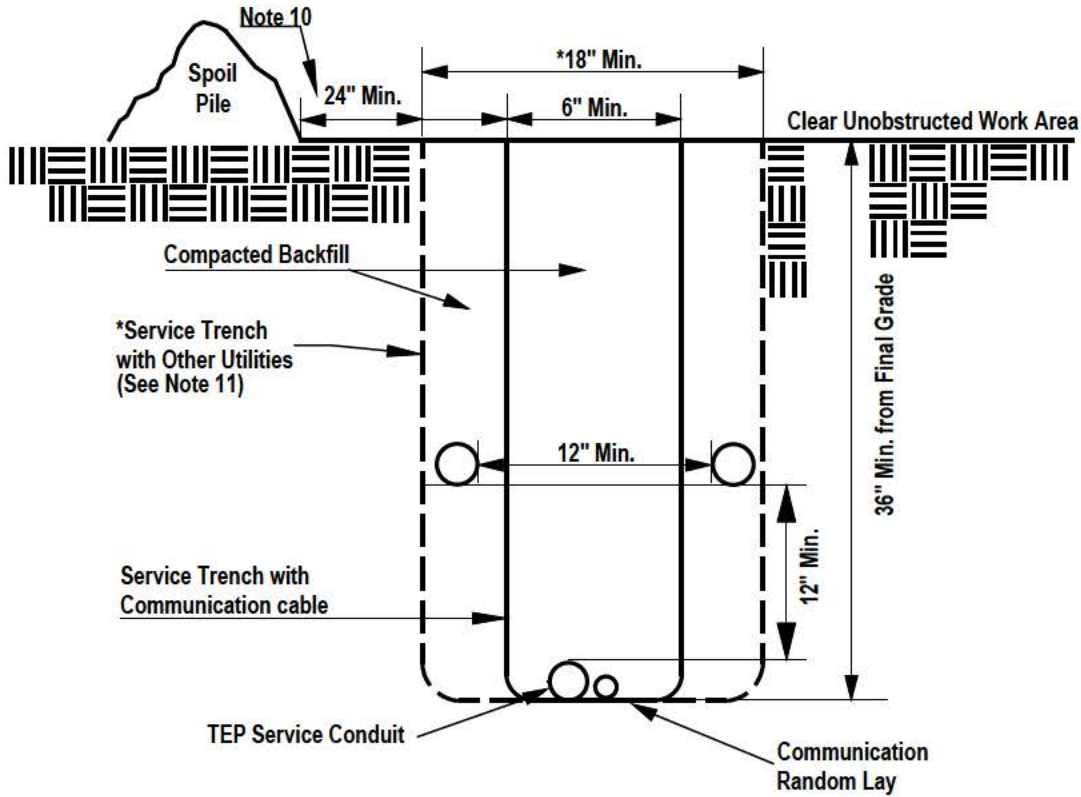 Note 10
Spoil
Pile
24" Min.
*18" Min.
6" Min.
Clear Unobstructed Work Area
Compacted Backfill
*Service Trench
with Other Utilities
(See Note 11)
12" Min.
36" Min. from Final Grade
12" Min.
Service Trench with
Communication cable
TEP Service Conduit
Communication
Random Lay